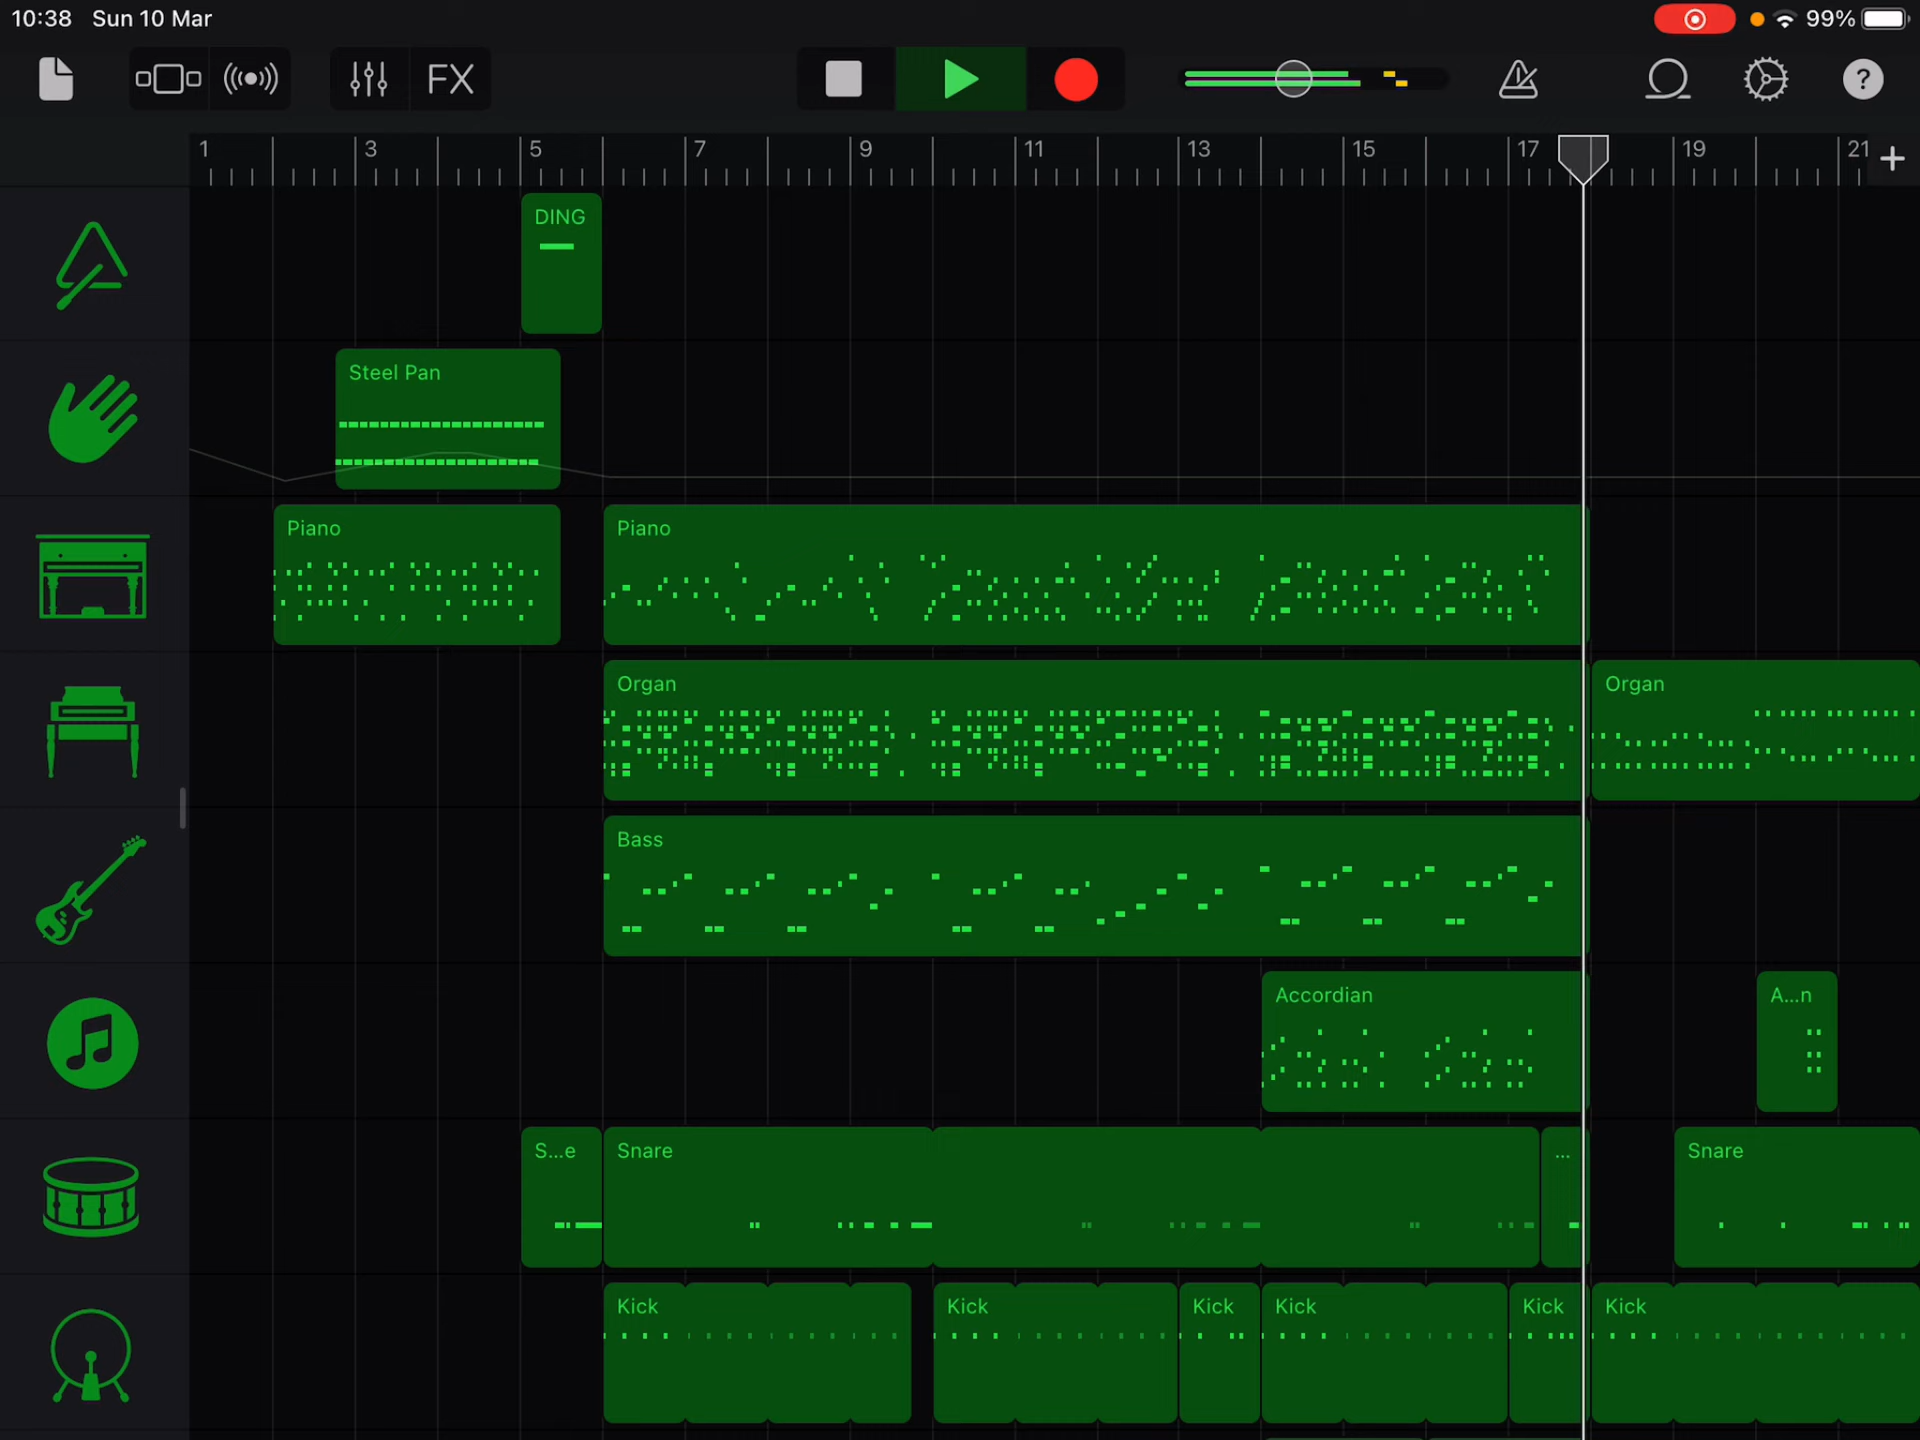 10:38 Sun 10 Mar 99%
FX ?
1 3 5 7 9 11 13 15 17 19 21 +
DING
Steel Pan
Piano Piano
Organ Organ
Bass
Accordian A...n
S...e Snare ... Snare
Kick Kick Kick Kick Kick Kick